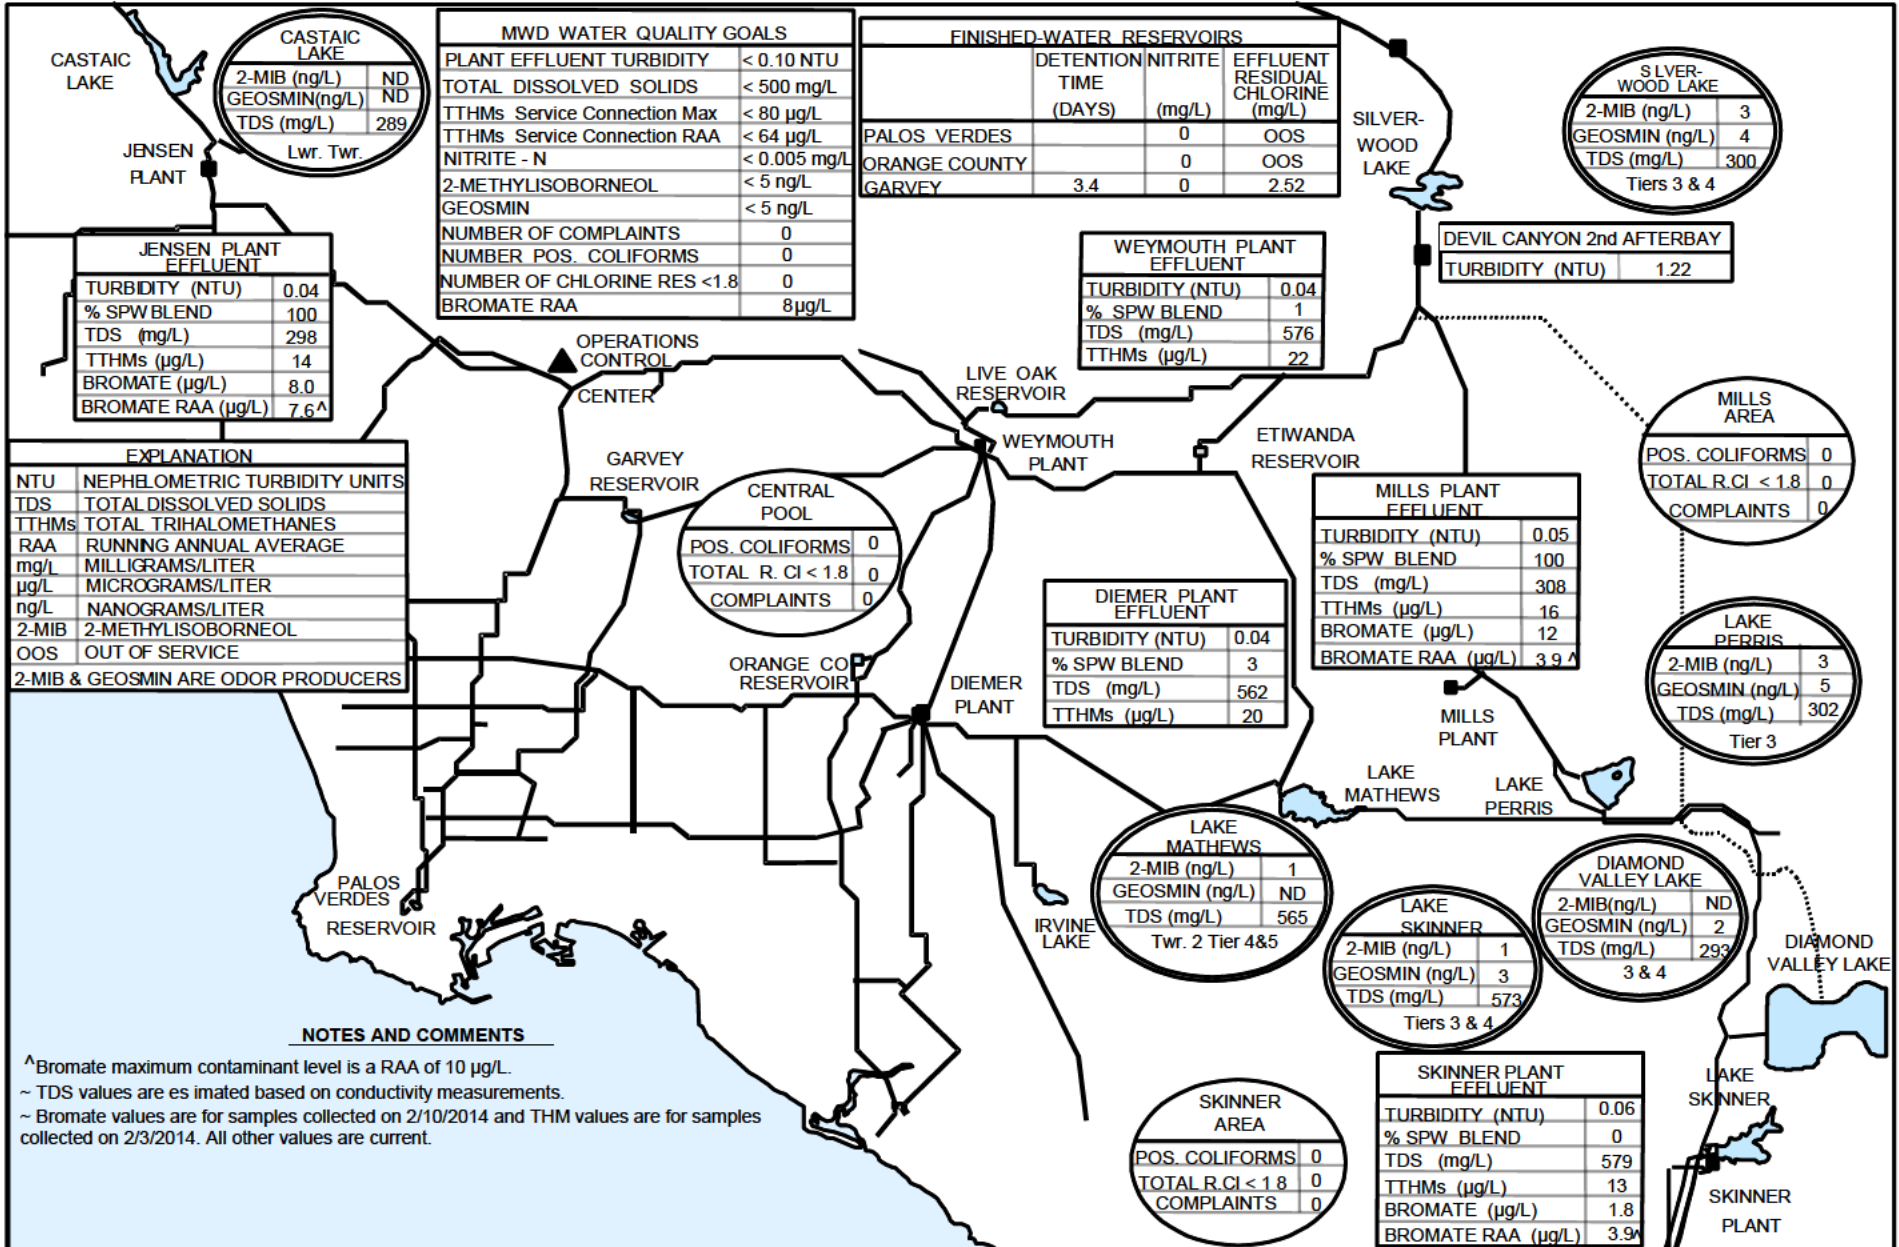 CASTAIC
LAKE
CASTAIC
LAKE
2-MIB (ng/L) ND
GEOSMIN(ng/L) ND
TDS (mg/L) 289
Lwr. Twr.
JENSEN
PLANT
MWD WATER QUALITY GOALS
PLANT EFFLUENT TURBIDITY < 0.10 NTU
TOTAL DISSOLVED SOLIDS < 500 mg/L
TTHMs Service Connection Max < 80 µg/L
TTHMs Service Connection RAA < 64 µg/L
NITRITE - N < 0.005 mg/L
2-METHYLISOBORNEOL < 5 ng/L
GEOSMIN < 5 ng/L
NUMBER OF COMPLAINTS 0
NUMBER POS. COLIFORMS 0
NUMBER OF CHLORINE RES <1.8 0
BROMATE RAA 8µg/L
FINISHED-WATER RESERVOIRS
DETENTION NITRITE EFFLUENT
TIME RESIDUAL
CHLORINE
(DAYS) (mg/L) (mg/L)
PALOS VERDES 0 OOS
ORANGE COUNTY 0 OOS
GARVEY 3.4 0 2.52
SILVER-
WOOD
LAKE
S LVER-
WOOD LAKE
2-MIB (ng/L) 3
GEOSMIN (ng/L) 4
TDS (mg/L) 300
Tiers 3 & 4
DEVIL CANYON 2nd AFTERBAY
TURBIDITY (NTU) 1.22
JENSEN PLANT
EFFLUENT
TURBIDITY (NTU) 0.04
% SPW BLEND 100
TDS (mg/L) 298
TTHMs (µg/L) 14
BROMATE (µg/L) 8.0
BROMATE RAA (µg/L) 7.6^
WEYMOUTH PLANT
EFFLUENT
TURBIDITY (NTU) 0.04
% SPW BLEND 1
TDS (mg/L) 576
TTHMs (µg/L) 22
OPERATIONS
CONTROL
CENTER
LIVE OAK
RESERVOIR
WEYMOUTH
PLANT
ETIWANDA
RESERVOIR
MILLS
AREA
POS. COLIFORMS 0
TOTAL R.Cl < 1.8 0
COMPLAINTS 0
EXPLANATION
NTU NEPHELOMETRIC TURBIDITY UNITS
TDS TOTAL DISSOLVED SOLIDS
TTHMs TOTAL TRIHALOMETHANES
RAA RUNNING ANNUAL AVERAGE
mg/L MILLIGRAMS/LITER
µg/L MICROGRAMS/LITER
ng/L NANOGRAMS/LITER
2-MIB 2-METHYLISOBORNEOL
OOS OUT OF SERVICE
2-MIB & GEOSMIN ARE ODOR PRODUCERS
GARVEY
RESERVOIR
CENTRAL
POOL
POS. COLIFORMS 0
TOTAL R. Cl < 1.8 0
COMPLAINTS 0
MILLS PLANT
EFFLUENT
TURBIDITY (NTU) 0.05
% SPW BLEND 100
TDS (mg/L) 308
TTHMs (µg/L) 16
BROMATE (µg/L) 12
BROMATE RAA (µg/L) 3.9 ^
DIEMER PLANT
EFFLUENT
TURBIDITY (NTU) 0.04
% SPW BLEND 3
TDS (mg/L) 562
TTHMs (µg/L) 20
LAKE
PERRIS
2-MIB (ng/L) 3
GEOSMIN (ng/L) 5
TDS (mg/L) 302
Tier 3
ORANGE CO
RESERVOIR
DIEMER
PLANT
MILLS
PLANT
LAKE
MATHEWS
LAKE
PERRIS
LAKE
MATHEWS
2-MIB (ng/L) 1
GEOSMIN (ng/L) ND
TDS (mg/L) 565
Twr. 2 Tier 4&5
DIAMOND
VALLEY LAKE
2-MIB(ng/L) ND
GEOSMIN (ng/L) 2
TDS (mg/L) 293
3 & 4
PALOS
VERDES
RESERVOIR
IRVINE
LAKE
LAKE
SKINNER
2-MIB (ng/L) 1
GEOSMIN (ng/L) 3
TDS (mg/L) 573
Tiers 3 & 4
DIAMOND
VALLEY LAKE
NOTES AND COMMENTS
^Bromate maximum contaminant level is a RAA of 10 µg/L.
~ TDS values are es imated based on conductivity measurements.
~ Bromate values are for samples collected on 2/10/2014 and THM values are for samples
collected on 2/3/2014. All other values are current.
SKINNER
AREA
POS. COLIFORMS 0
TOTAL R.Cl < 1 8 0
COMPLAINTS 0
SKINNER PLANT
EFFLUENT
TURBIDITY (NTU) 0.06
% SPW BLEND 0
TDS (mg/L) 579
TTHMs (µg/L) 13
BROMATE (µg/L) 1.8
BROMATE RAA (µg/L) 3.9^
LAKE
SKINNER
SKINNER
PLANT